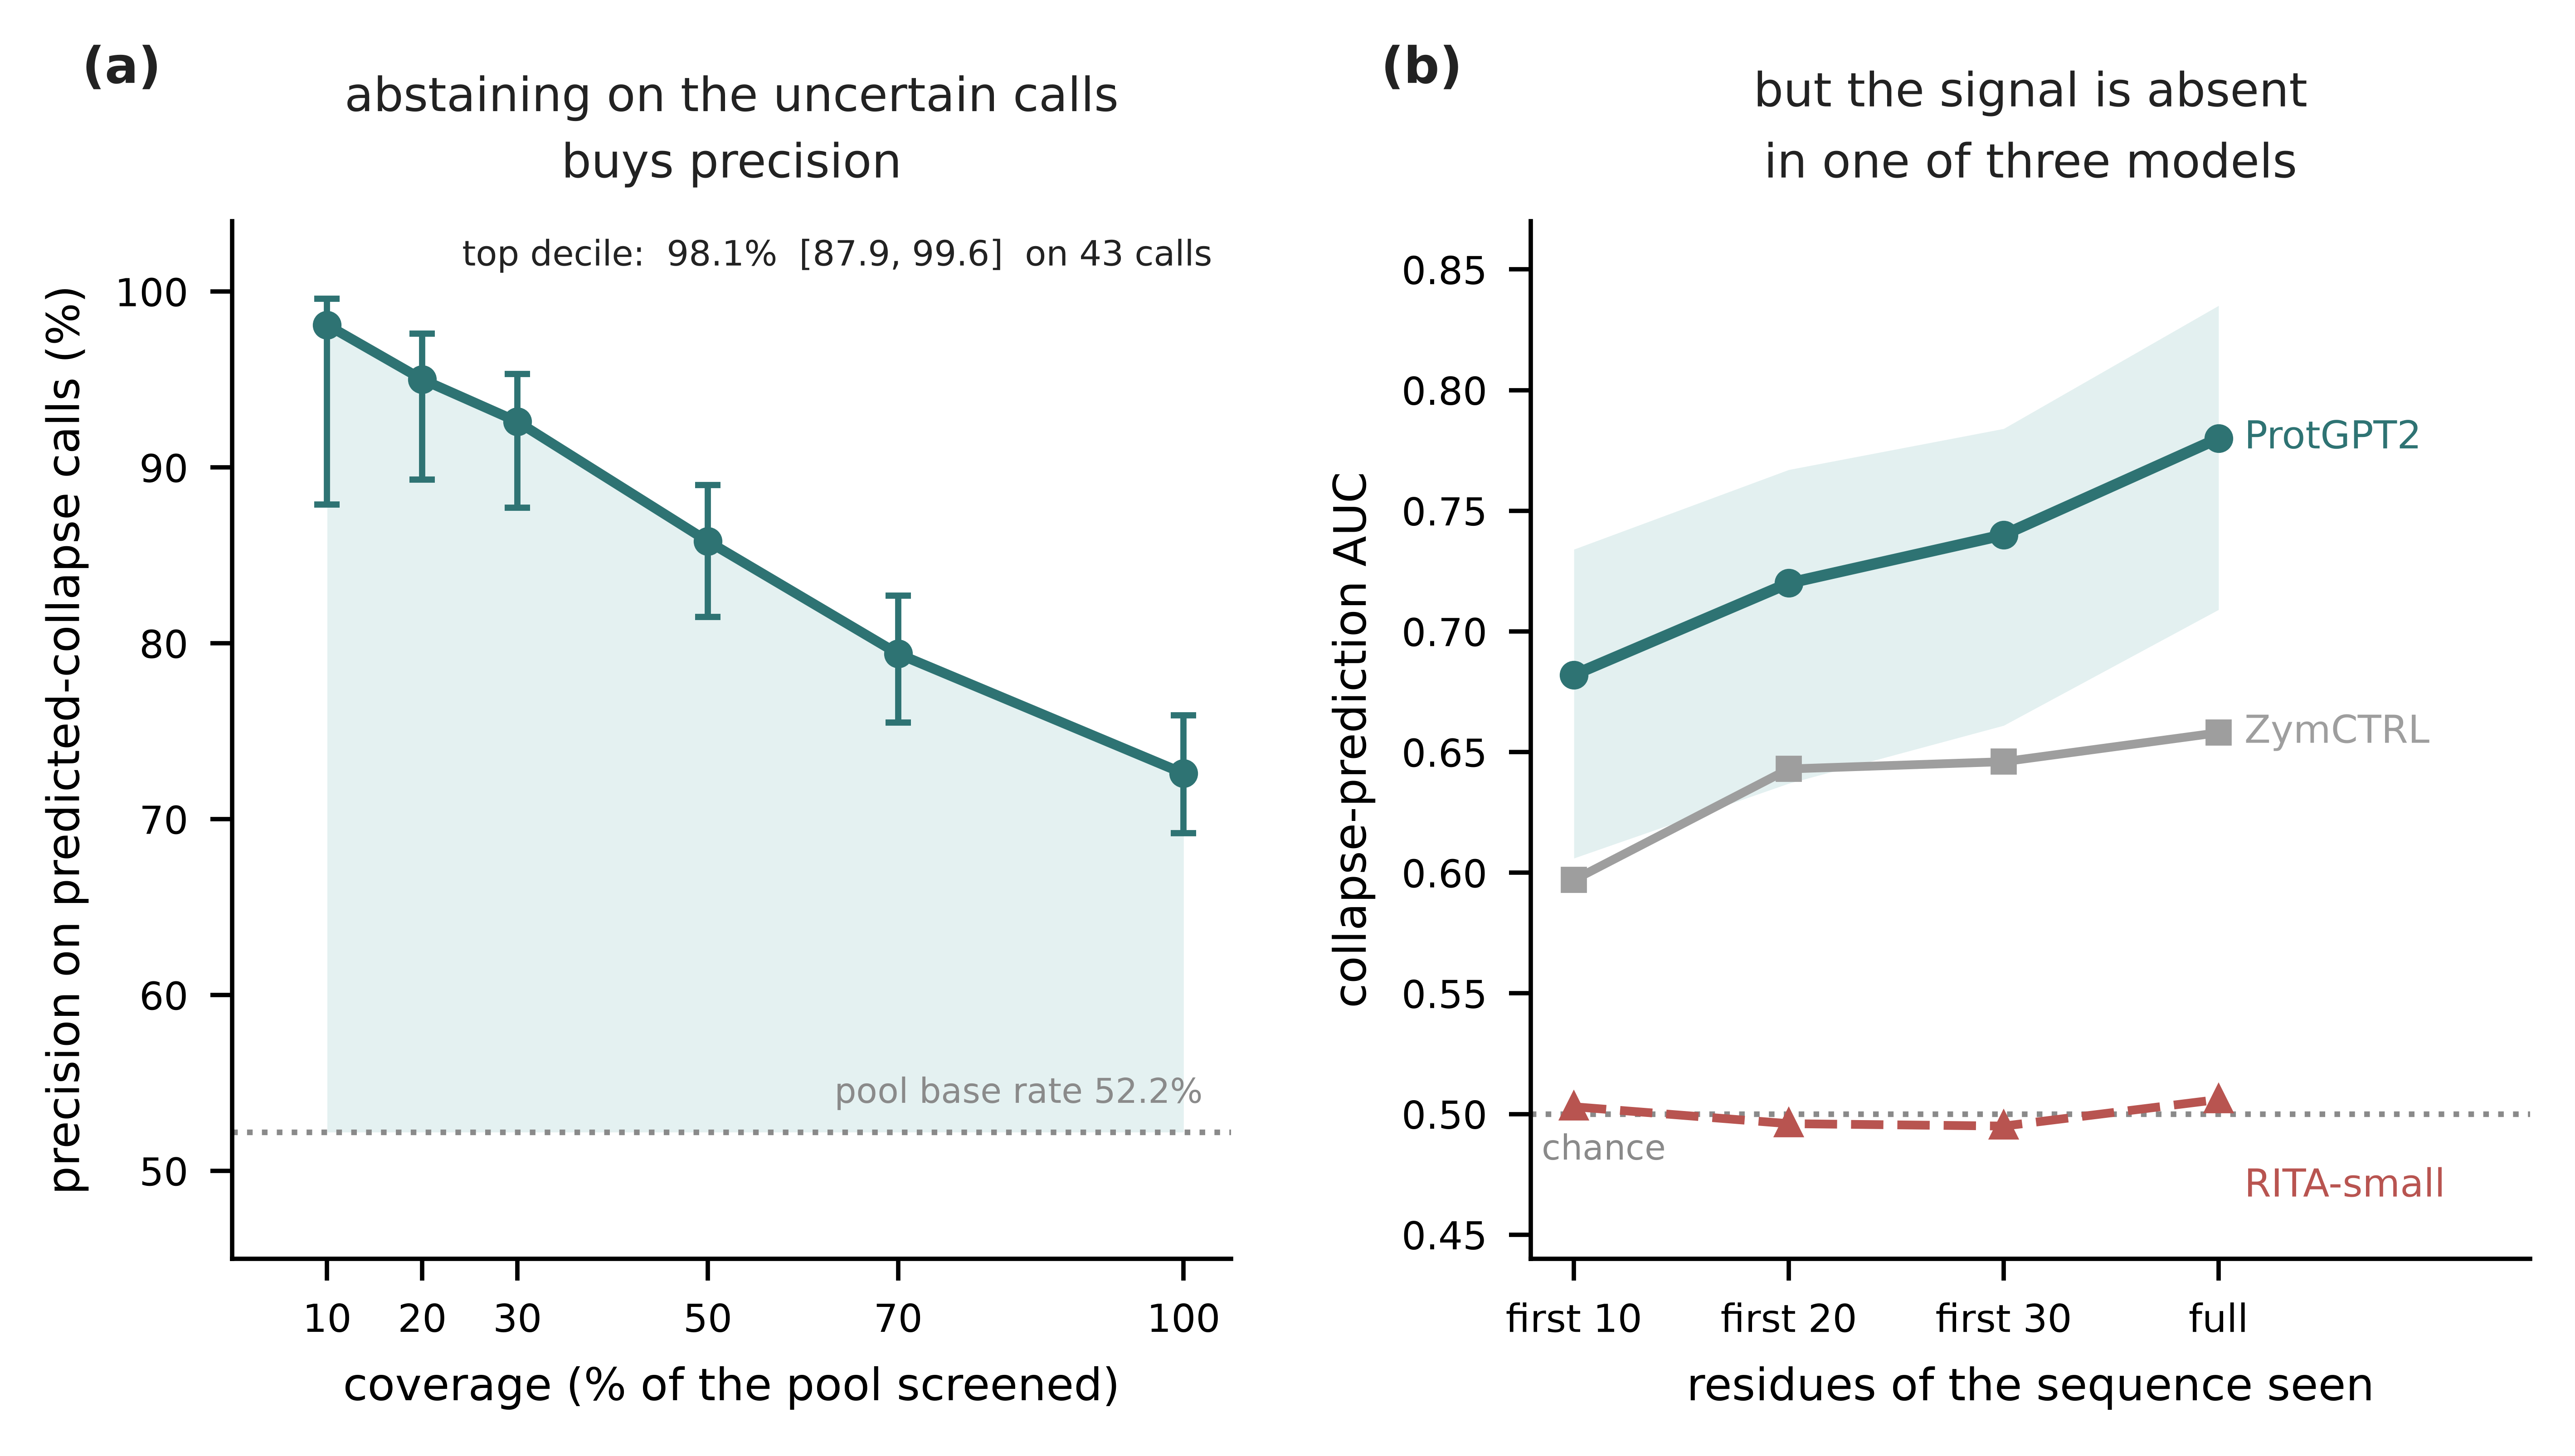 (a)
abstaining on the uncertain calls
buys precision
top decile: 98.1% [87.9, 99.6] on 43 calls
precision on predicted-collapse calls (%)
100
90
80
70
60
50
pool base rate 52.2%
10 20 30 50 70 100
coverage (% of the pool screened)
(b)
but the signal is absent
in one of three models
collapse-prediction AUC
0.85
0.80
0.75
0.70
0.65
0.60
0.55
0.50
0.45
ProtGPT2
ZymCTRL
chance
RITA-small
first 10 first 20 first 30 full
residues of the sequence seen